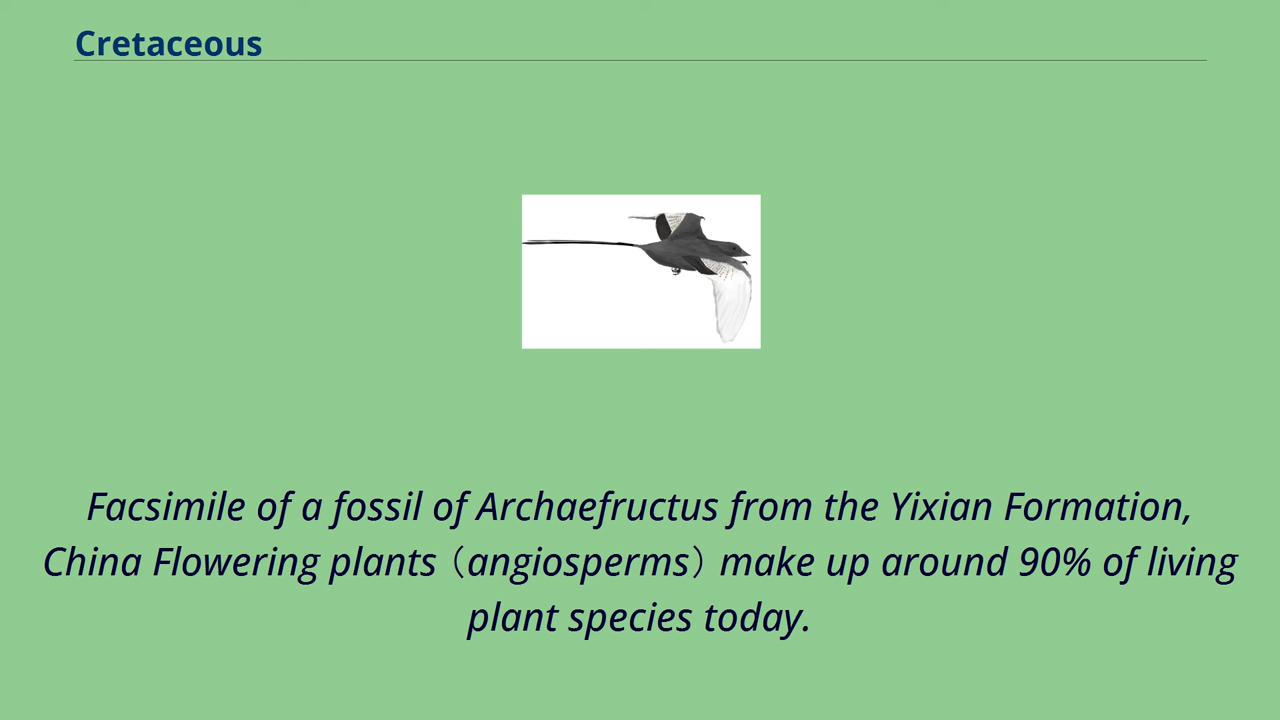 Cretaceous
Facsimile of a fossil of Archaefructus from the Yixian Formation,
China Flowering plants（angiosperms）make up around 90% of living
plant species today.